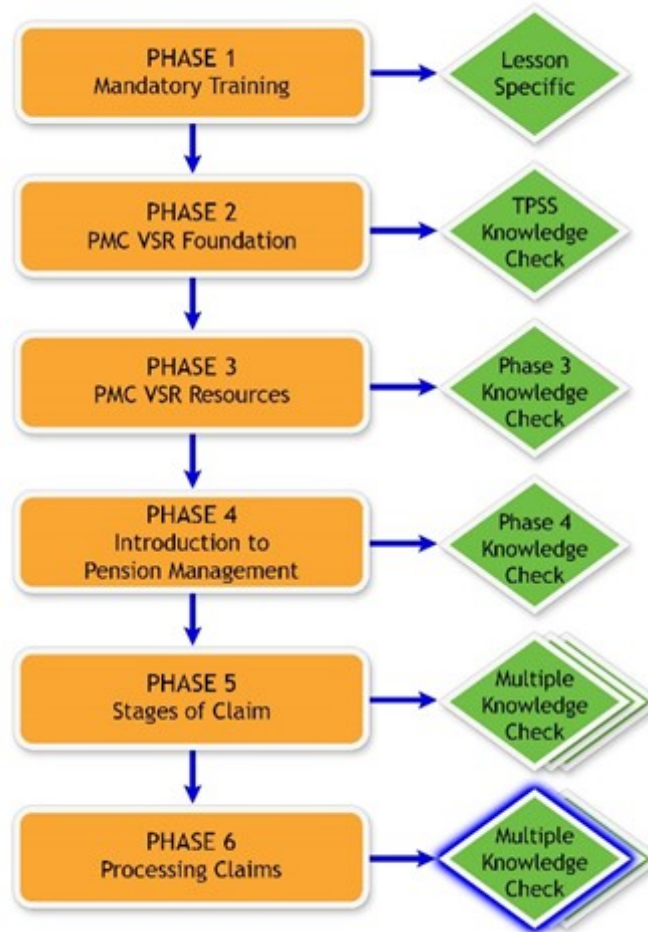 PHASE 1
Mandatory Training
Lesson
Specific
PHASE 2
PMC VSR Foundation
TPSS
Knowledge
Check
PHASE 3
PMC VSR Resources
Phase 3
Knowledge
Check
PHASE 4
Introduction to
Pension Management
Phase 4
Knowledge
Check
PHASE 5
Stages of Claim
Multiple
Knowledge
Check
PHASE 6
Processing Claims
Multiple
Knowledge
Check